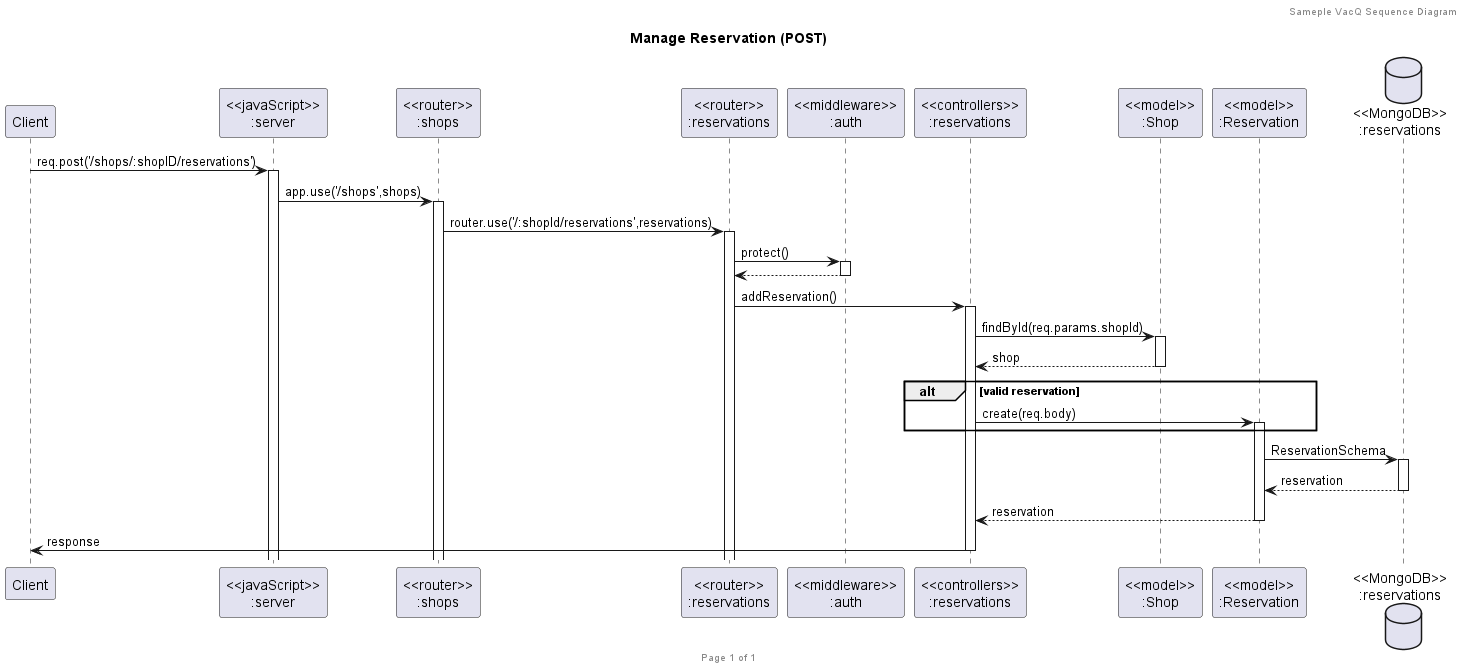 Sameple VacQ Sequence Diagram
Manage Reservation (POST)
Client
<<javaScript>>
:server
<<router>>
:shops
<<router>>
:reservations
<<middleware>>
:auth
<<controllers>>
:reservations
<<model>>
:Shop
<<model>>
:Reservation
<<MongoDB>>
:reservations
req.post('/shops/:shopID/reservations')
app.use('/shops',shops)
router.use('/:shopId/reservations',reservations)
protect()
addReservation()
findById(req.params.shopId)
shop
alt [valid reservation]
create(req.body)
ReservationSchema
reservation
reservation
response
Client
<<javaScript>>
:server
<<router>>
:shops
<<router>>
:reservations
<<middleware>>
:auth
<<controllers>>
:reservations
<<model>>
:Shop
<<model>>
:Reservation
<<MongoDB>>
:reservations
Page 1 of 1